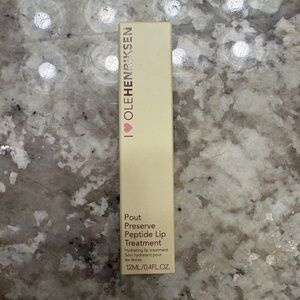 I ❤ OLEHENRIKSEN
Pout
Preserve
Peptide Lip
Treatment
Hydrating lip treatment
Soin hydratant pour
les lèvres
12ML/0.4FL.OZ.